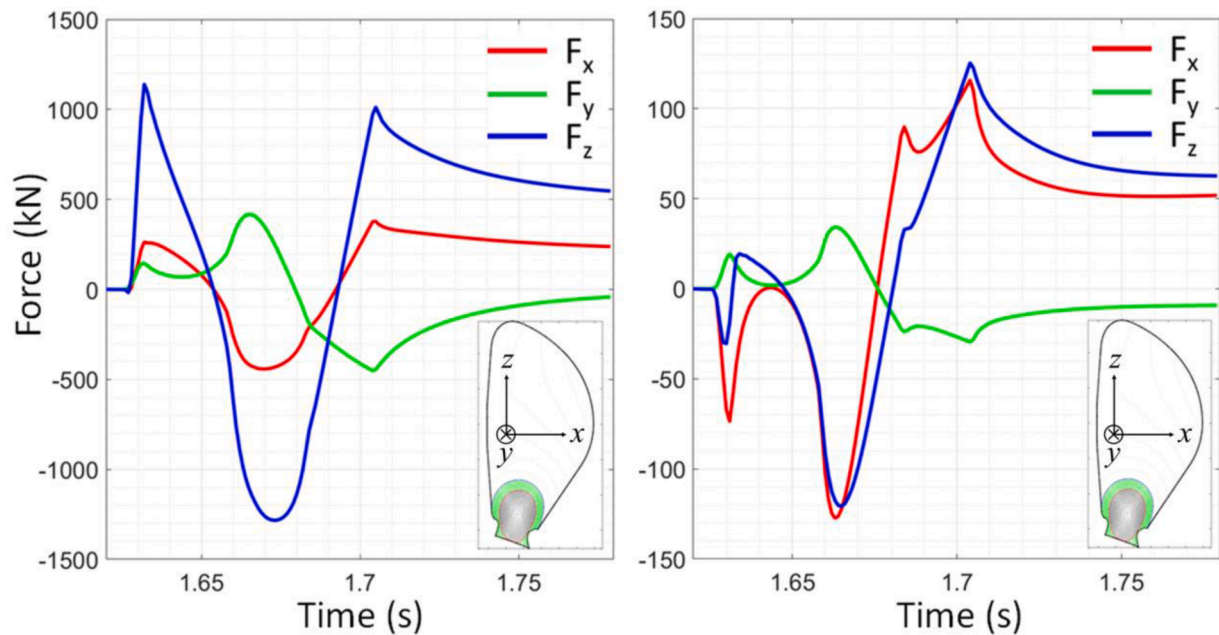 1500
1000
500
0
-500
-1000
-1500
Force (kN)
1.65
1.7
1.75
Time (s)
F_x
F_y
F_z
z
x
y
150
100
50
0
-50
-100
-150
1.65
1.7
1.75
Time (s)
F_x
F_y
F_z
z
x
y